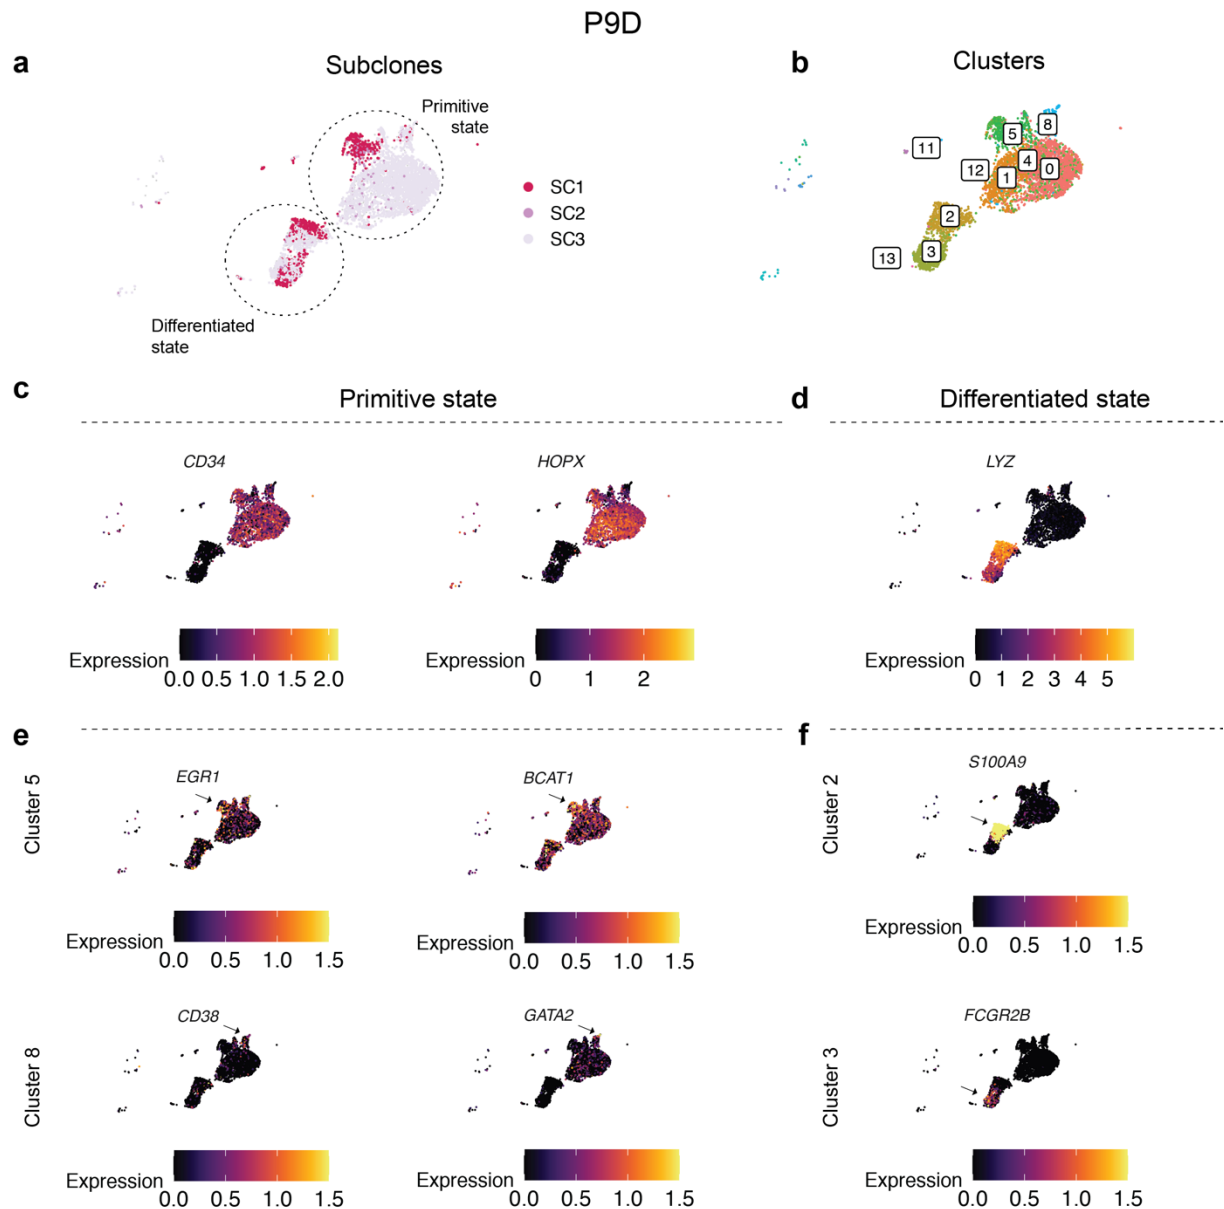 P9D
a
Subclones
Primitive
state
SC1
SC2
SC3
Differentiated
state
b
Clusters
8
5
11
4
12
1
0
2
3
13
c
Primitive state
CD34
HOPX
Expression
0.0 0.5 1.0 1.5 2.0
Expression
0 1 2
d
Differentiated state
LYZ
Expression
0 1 2 3 4 5
e
Cluster 5
EGR1
BCAT1
Expression
0.0 0.5 1.0 1.5
Expression
0.0 0.5 1.0 1.5
Cluster 8
CD38
GATA2
Expression
0.0 0.5 1.0 1.5
Expression
0.0 0.5 1.0 1.5
f
Cluster 2
S100A9
Expression
0.0 0.5 1.0 1.5
Cluster 3
FCGR2B
Expression
0.0 0.5 1.0 1.5